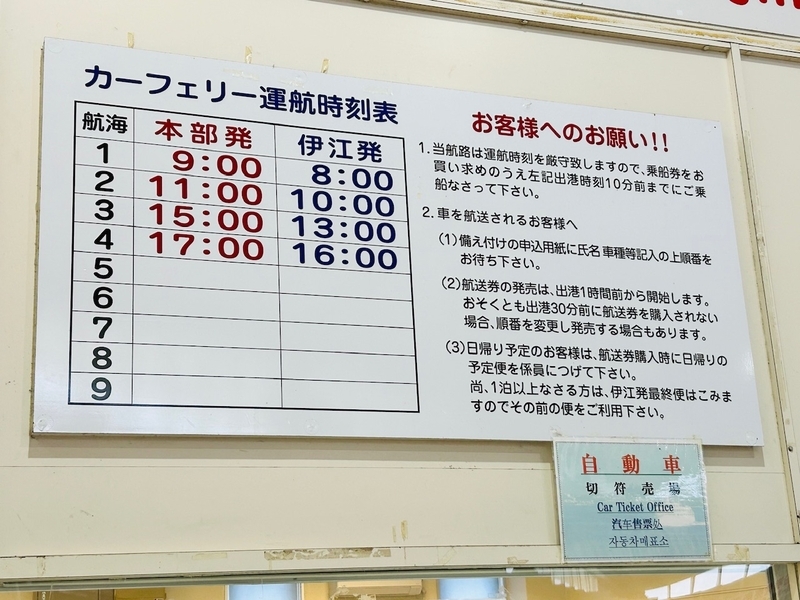 カーフェリー運航時刻表
航海 本部発 伊江発
1 9:00 8:00
2 11:00 10:00
3 15:00 13:00
4 17:00 16:00
5
6
7
8
9
お客様へのお願い!!
1.当航路は運航時刻を厳守致しますので、乗船券をお
買い求めのうえ左記出港時刻10分前までにご乗
船なさって下さい。
2.車を航送されるお客様へ
(1)備え付けの申込用紙に氏名 車種等記入の上順番を
お待ち下さい。
(2)航送券の発売は、出港1時間前から開始します。
おそくとも出港30分前に航送券を購入されない
場合、順番を変更し発売する場合もあります。
(3)日帰り予定のお客様は、航送券購入時に日帰りの
予定便を係員につげて下さい。
尚、1泊以上なさる方は、伊江発最終便はこみま
すのでその前の便をご利用下さい。
自動車
切符売場
Car Ticket Office
汽车售票处
자동차매표소